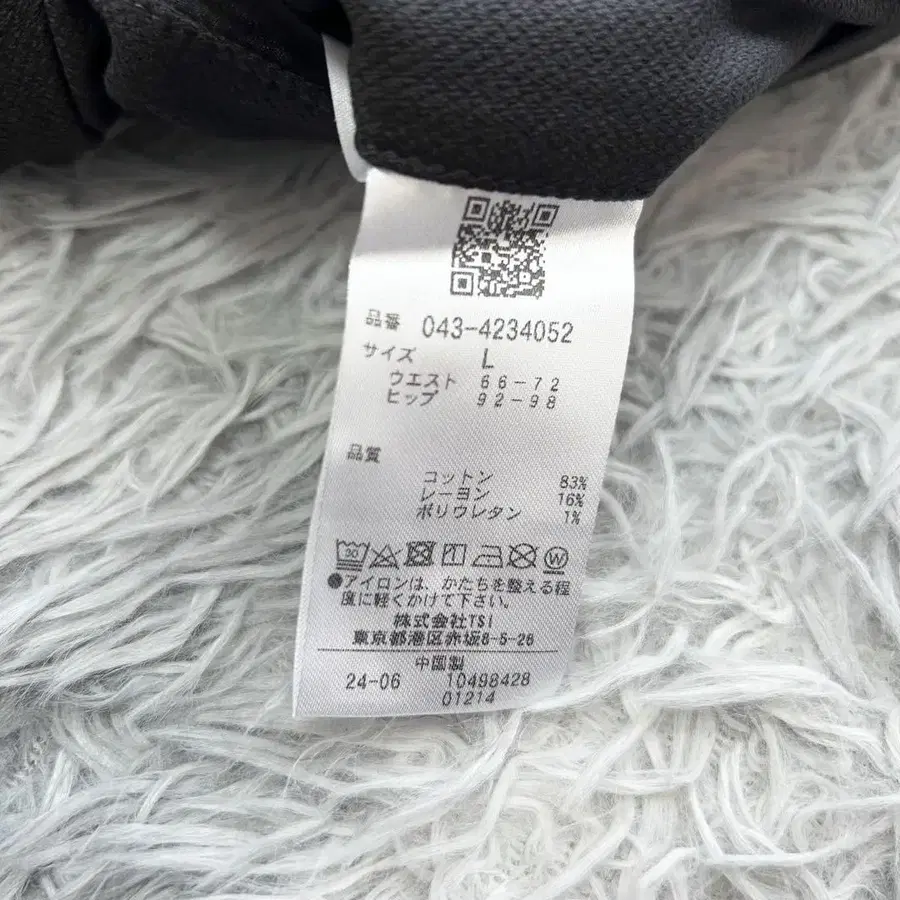 品番 043-4234052
サイズ L
ウエスト 66-72
ヒップ 92-98
品質
コットン 83%
レーヨン 16%
ポリウレタン 1%
30
W
●アイロンは、かたちを整える程
度に軽くかけて下さい。
株式会社TSI
東京都港区赤坂8-5-28
中国製
24-06 10498428
01214